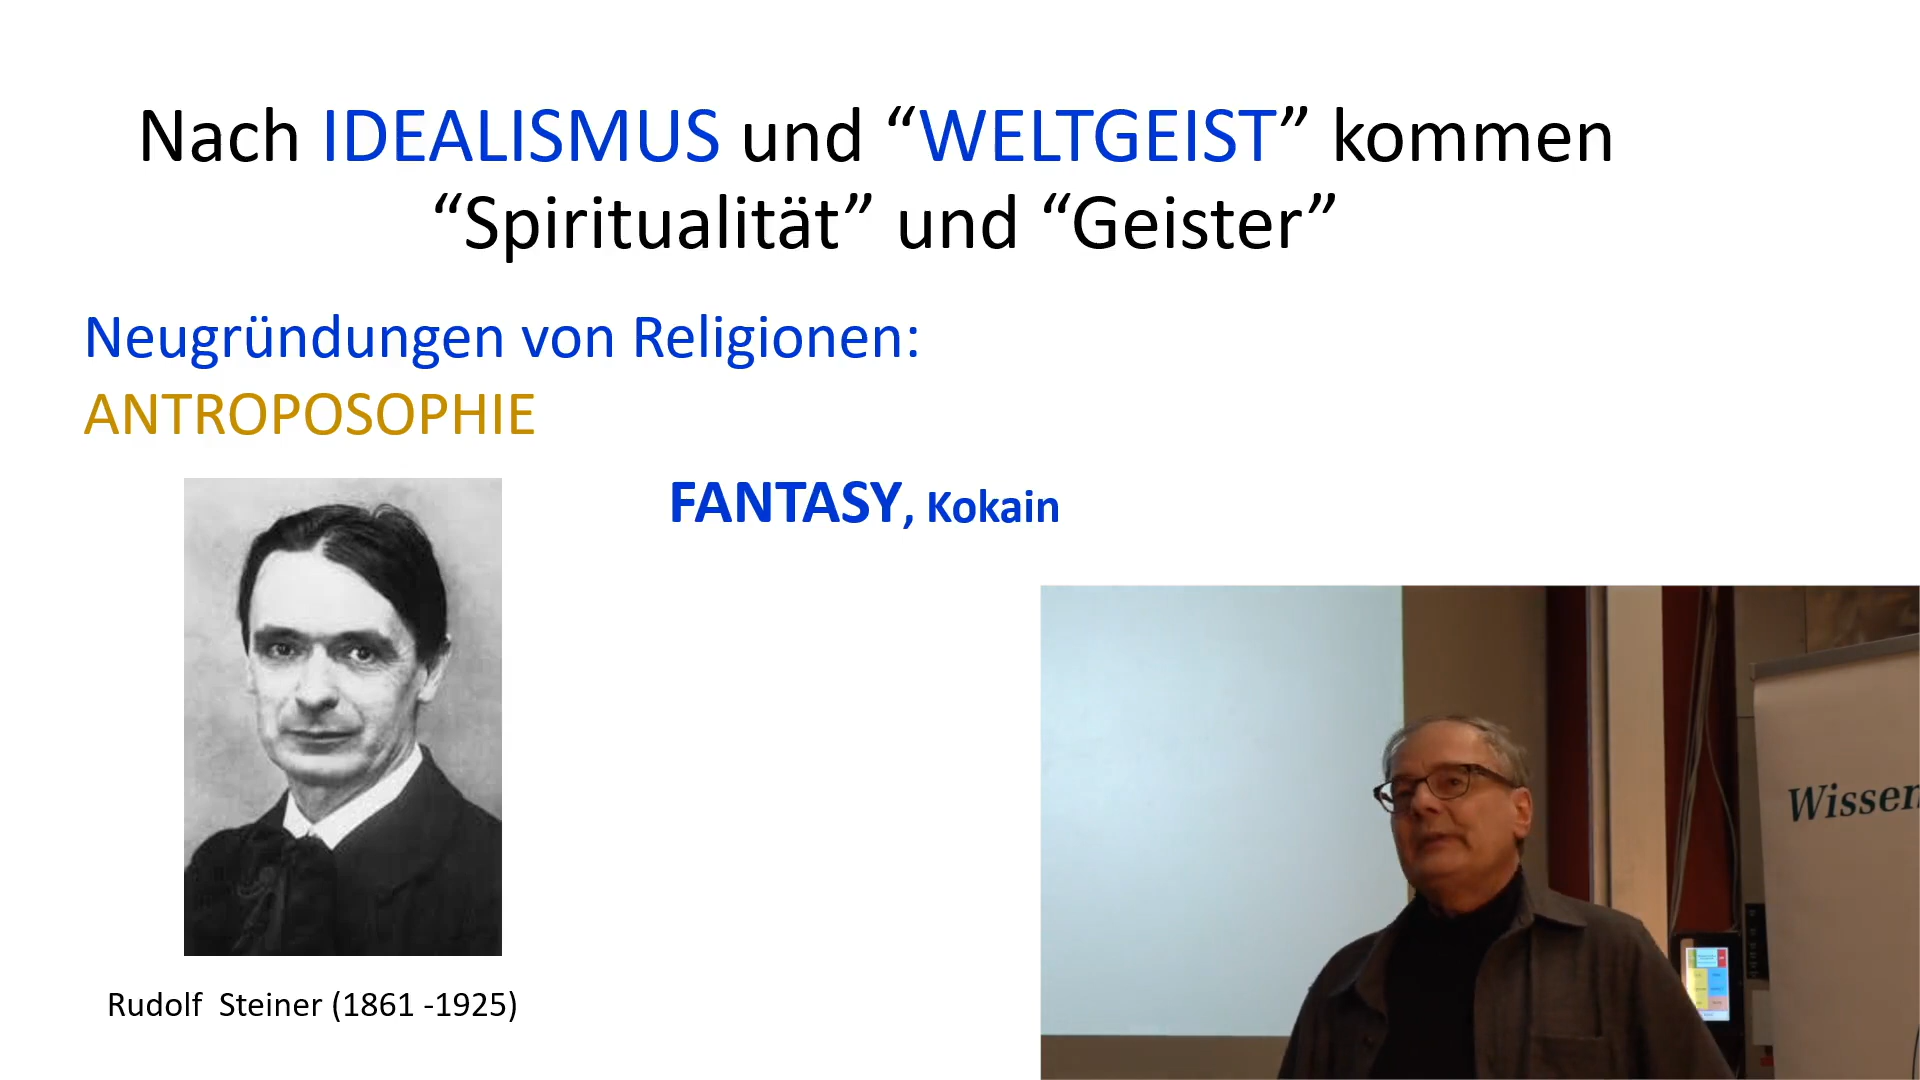 Nach IDEALISMUS und “WELTGEIST” kommen
“Spiritualität” und “Geister”
Neugründungen von Religionen:
ANTROPOSOPHIE
FANTASY, Kokain
Rudolf  Steiner (1861 -1925)
Wissen